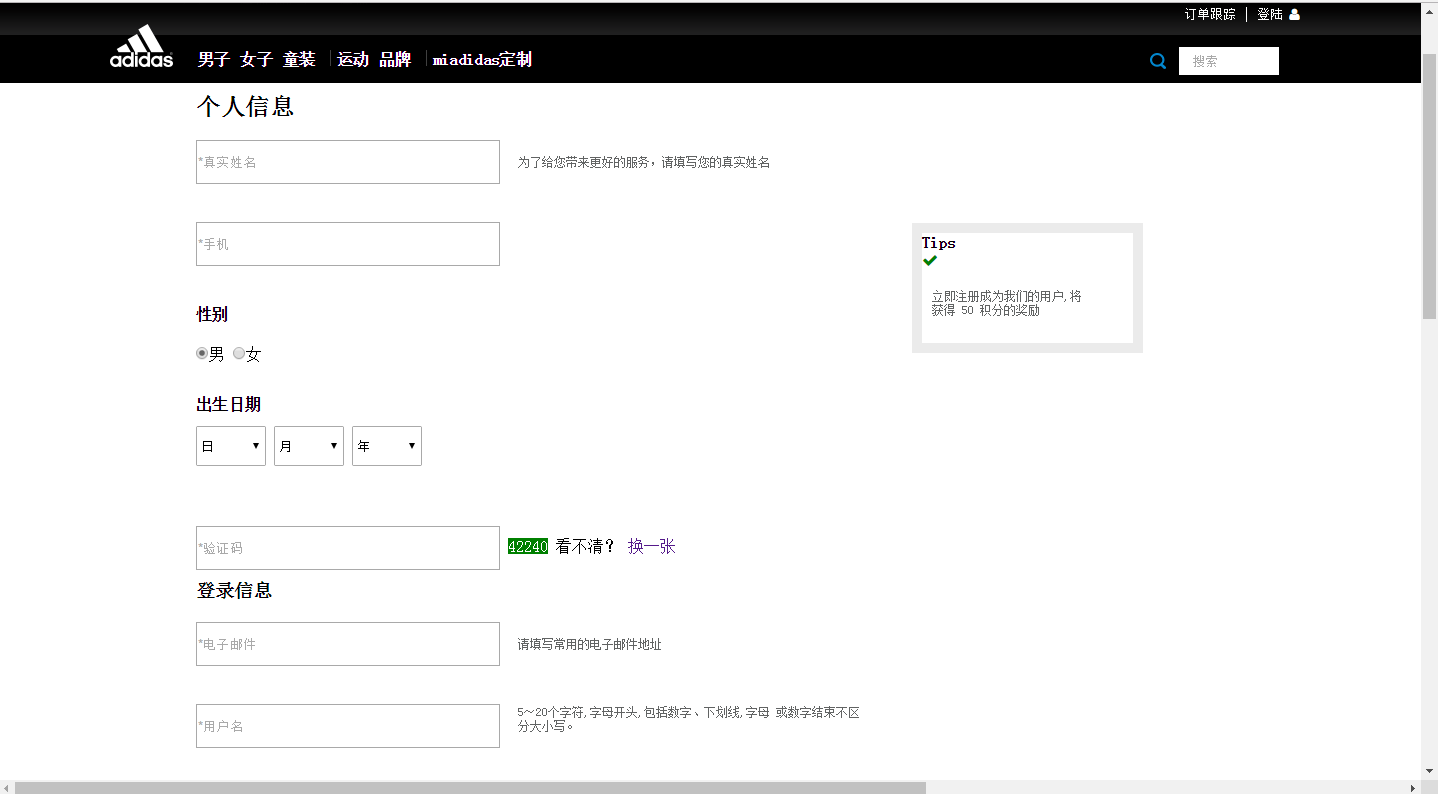 订单跟踪 | 登陆
adidas
男子 女子 童装 | 运动 品牌 | miadidas定制
搜索
个人信息
*真实姓名
为了给您带来更好的服务，请填写您的真实姓名
*手机
Tips
立即注册成为我们的用户,将
获得 50 积分的奖励
性别
男 女
出生日期
日 月 年
*验证码
42240 看不清？ 换一张
登录信息
*电子邮件
请填写常用的电子邮件地址
*用户名
5～20个字符,字母开头,包括数字、下划线,字母 或数字结束不区
分大小写。